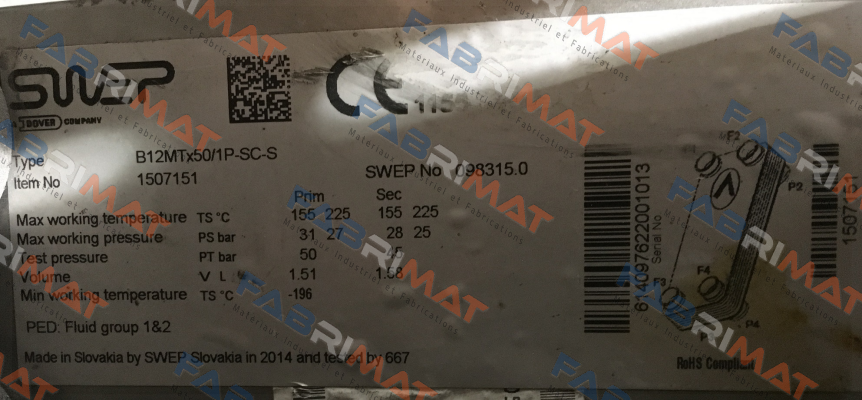 SWEP
A DOVER COMPANY
CE
Type B12MTx50/1P-SC-S
Item No 1507151
SWEP No 098315.0
Prim Sec
Max working temperature TS °C 155 225 155 225
Max working pressure PS bar 31 27 28 25
Test pressure PT bar 50
Volume V L 1.51 1.58
Min working temperature TS °C -196
PED: Fluid group 1&2
Made in Slovakia by SWEP Slovakia in 2014 and tested by 667
614097622001013
Serial No.
F2
P2
F4
P4
1507151
RoHS Compliant
FABRIMAT
Matériaux Industriel et Fabrications